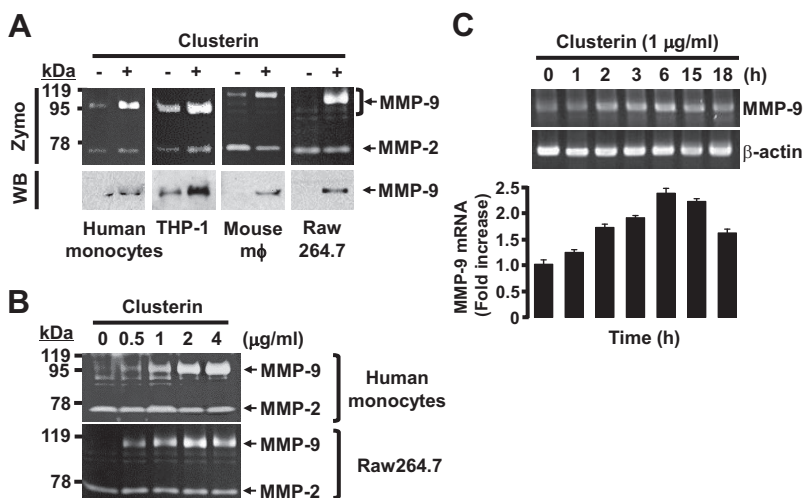 A
Clusterin
kDa - + - + - + - +
119
95
78
Zymo
MMP-9
MMP-2
WB
MMP-9
Human monocytes
THP-1
Mouse mϕ
Raw 264.7
B
Clusterin
kDa 0 0.5 1 2 4 (μg/ml)
119
95
78
MMP-9
MMP-2
Human monocytes
119
78
MMP-9
MMP-2
Raw264.7
C
Clusterin (1 μg/ml)
0 1 2 3 6 15 18 (h)
MMP-9
β-actin
MMP-9 mRNA
(Fold increase)
2.5
2.0
1.5
1.0
0.5
0
Time (h)